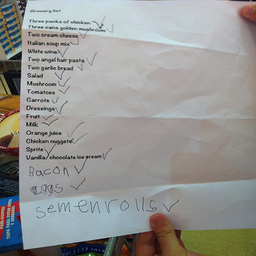 Grocery list
Three packs of chicken
Three cans golden mushroom
Two cream cheese
Italian soup mix
White wine
Two angel hair pasta
Two garlic bread
Salad
Mushroom
Tomatoes
Carrots
Dressings
Fruit
Milk
Orange juice
Chicken nuggets
Sprite
Vanilla/chocolate ice cream
Bacon
eggs
semenrolls